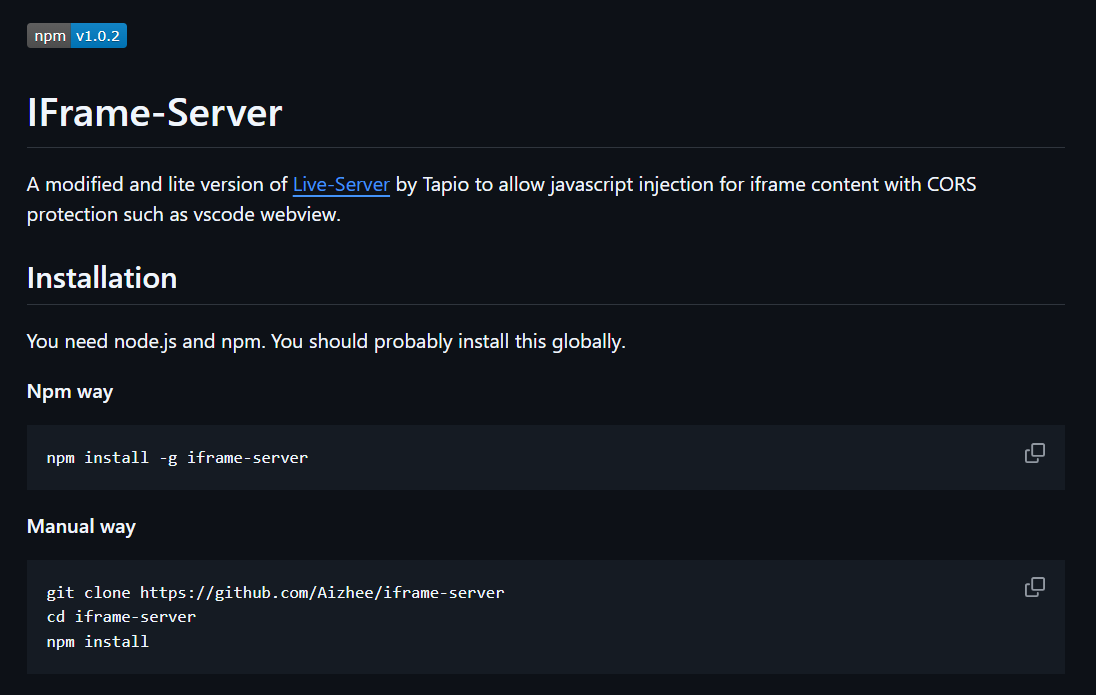 npm v1.0.2
IFrame-Server
A modified and lite version of Live-Server by Tapio to allow javascript injection for iframe content with CORS
protection such as vscode webview.
Installation
You need node.js and npm. You should probably install this globally.
Npm way
npm install -g iframe-server
Manual way
git clone https://github.com/Aizhee/iframe-server
cd iframe-server
npm install